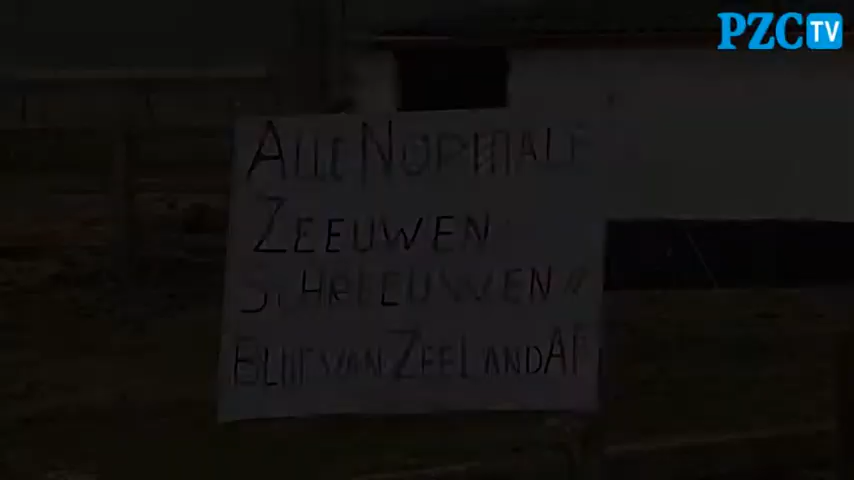 PZC TV
ALLE NORMALE
ZEEUWEN
SCHREEUWEN
BLIJF VAN ZEELAND AF